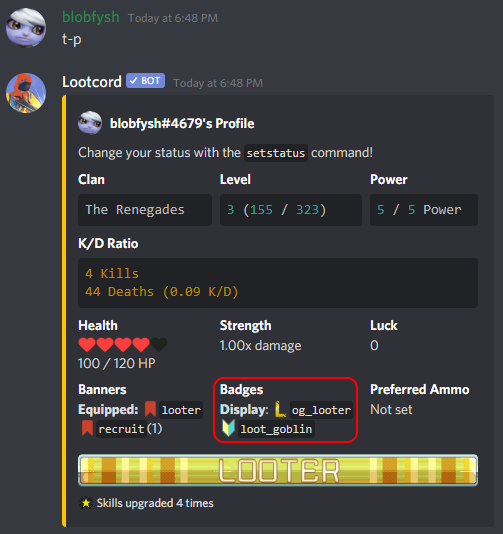 blobfysh Today at 6:48 PM
t-p
Lootcord ✔ BOT Today at 6:48 PM
blobfysh#4679's Profile
Change your status with the setstatus command!
Clan Level Power
The Renegades 3 (155 / 323) 5 / 5 Power
K/D Ratio
4 Kills
44 Deaths (0.09 K/D)
Health Strength Luck
1.00x damage 0
100 / 120 HP
Banners Badges Preferred Ammo
Equipped: looter Display: og_looter Not set
recruit(1) loot_goblin
LOOTER
Skills upgraded 4 times